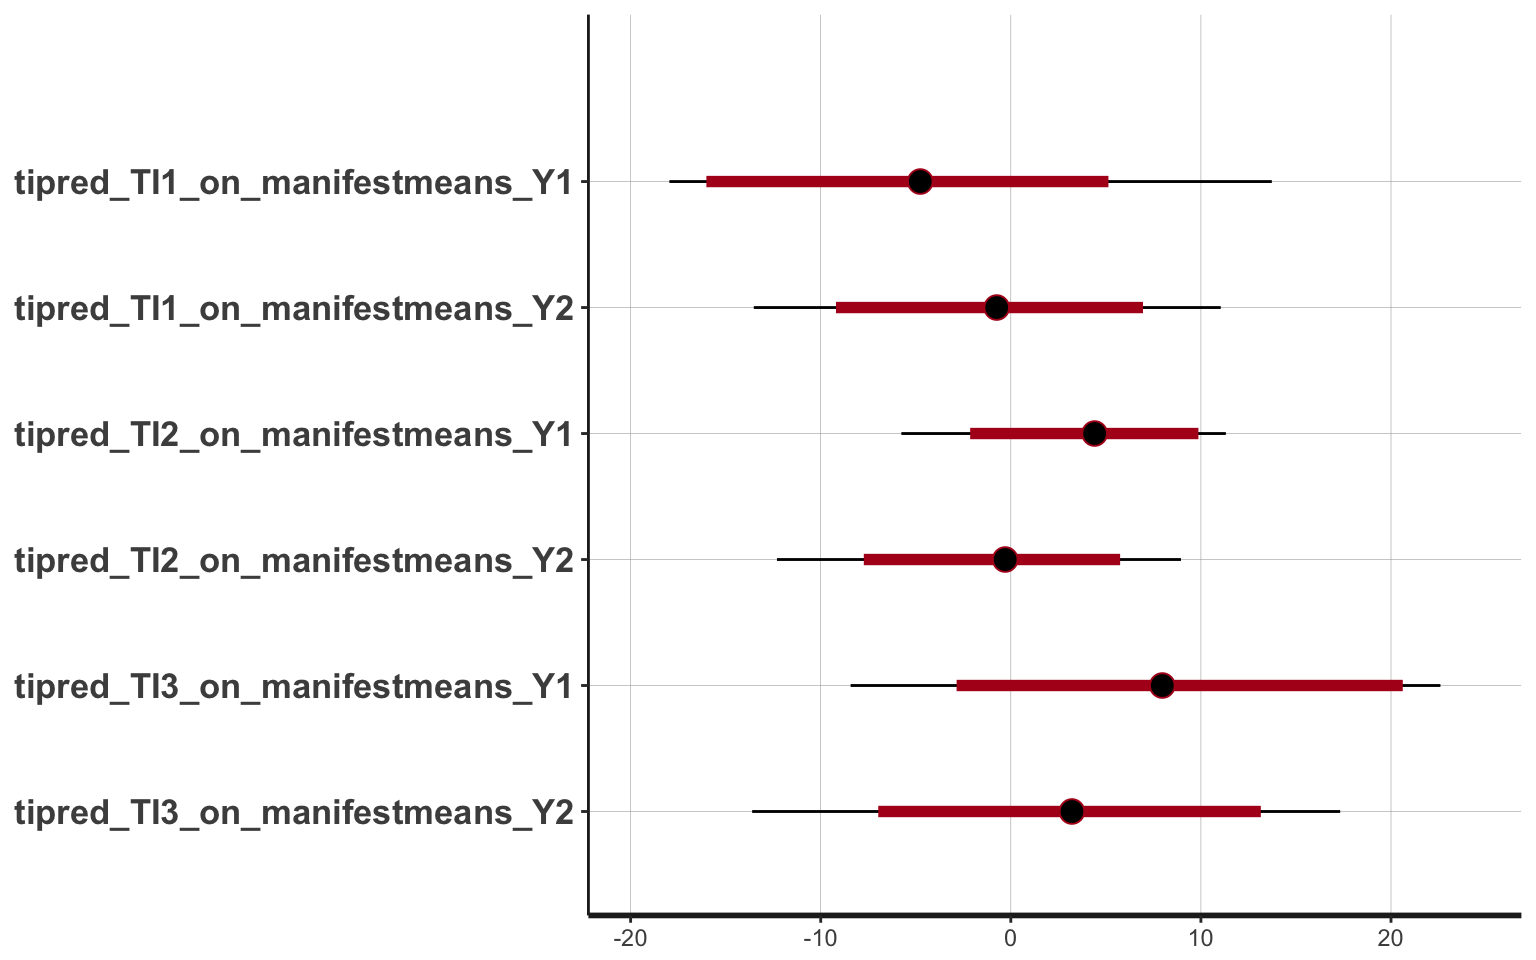 tipred_TI1_on_manifestmeans_Y1
tipred_TI1_on_manifestmeans_Y2
tipred_TI2_on_manifestmeans_Y1
tipred_TI2_on_manifestmeans_Y2
tipred_TI3_on_manifestmeans_Y1
tipred_TI3_on_manifestmeans_Y2
-20 -10 0 10 20